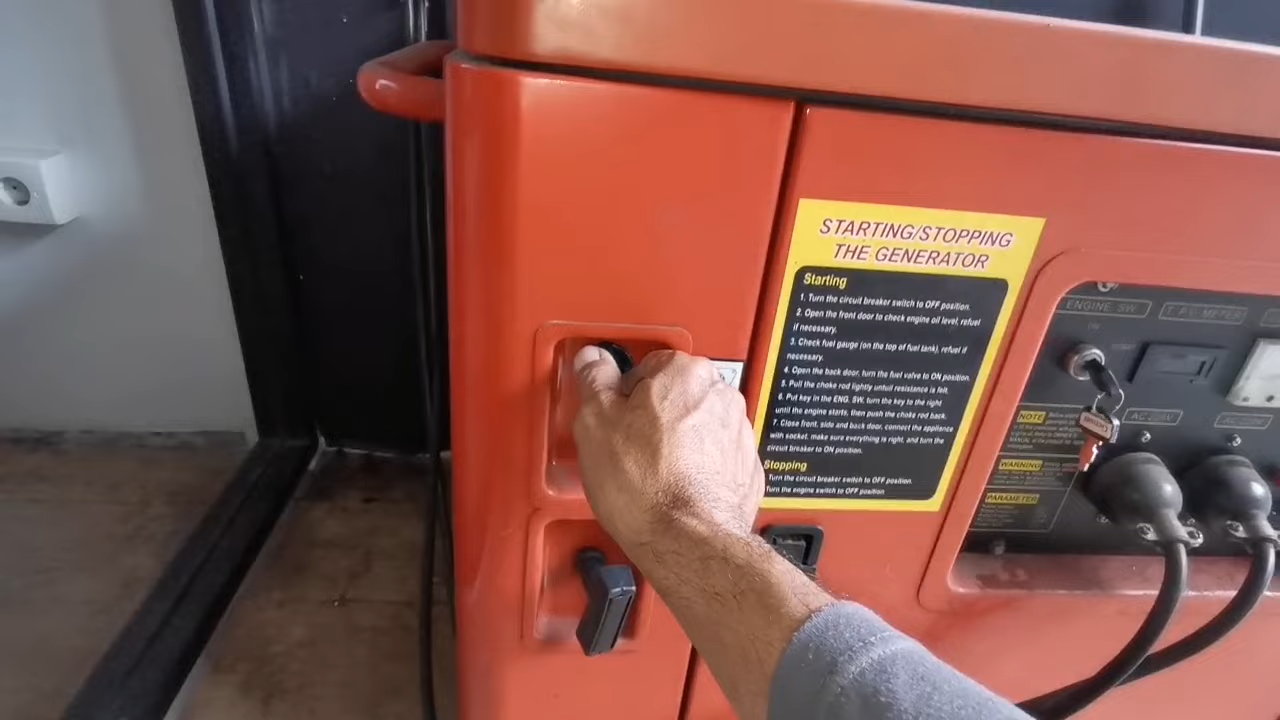 STARTING/STOPPING
THE GENERATOR
Starting
1. Turn the circuit breaker switch to OFF position.
2. Open the front door to check engine oil level, refuel
if necessary.
3. Check fuel gauge (on the top of fuel tank), refuel if
necessary.
4. Open the back door, turn the fuel valve to ON position.
5. Pull the choke rod lightly untuil resistance is felt.
6. Put key in the ENG. SW. turn the key to the right
until the engine starts, then push the choke rod back.
7. Close front, side and back door, connect the appliance
with socket, make sure everything is right, and turn the
circuit breaker to ON position.
Stopping
Turn the circuit breaker switch to OFF position.
Turn the engine switch to OFF position
ENGINE SW.
T.F.V. METER
ON
START
AC 220V
AC 220V
NOTE
WARNING
PARAMETER